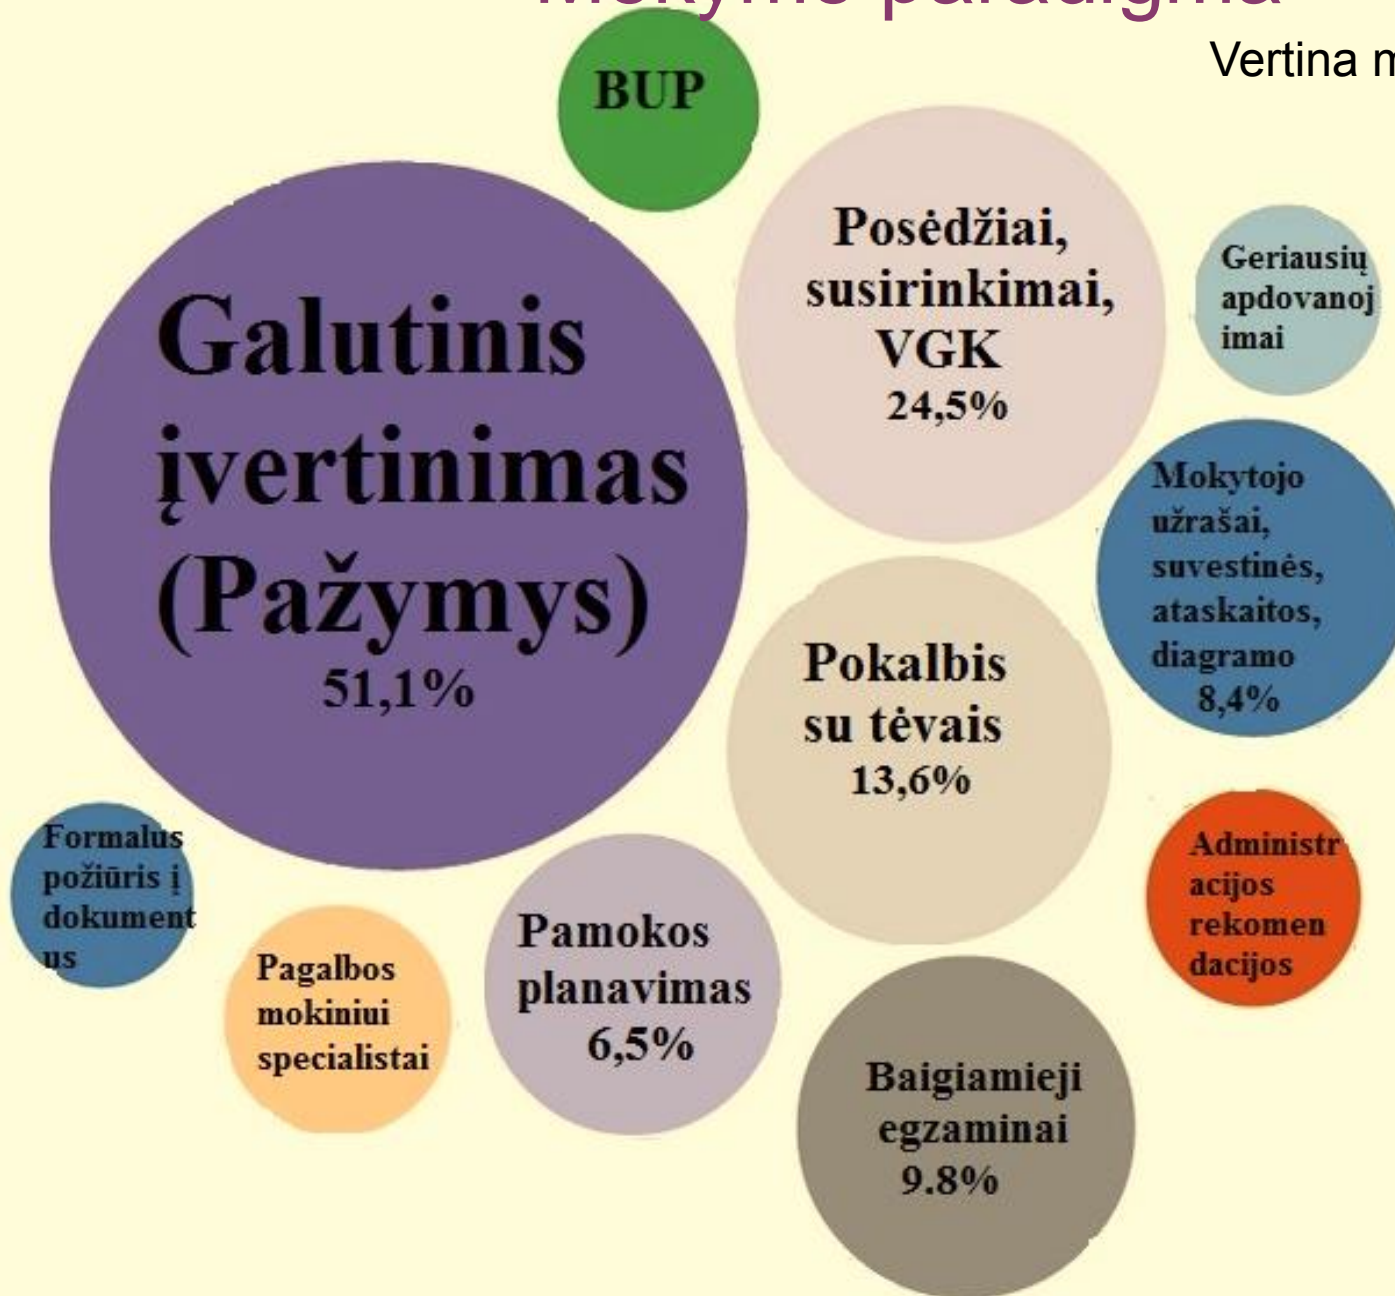 Mokymo paradigma
Vertina m
BUP
Galutinis
įvertinimas
(Pažymys)
51,1%
Posėdžiai,
susirinkimai,
VGK
24,5%
Geriausių
apdovanoj
imai
Mokytojo
užrašai,
suvestinės,
ataskaitos,
diagramo
8,4%
Pokalbis
su tėvais
13,6%
Formalus
požiūris į
dokument
us
Pagalbos
mokiniui
specialistai
Pamokos
planavimas
6,5%
Administr
acijos
rekomen
dacijos
Baigiamieji
egzaminai
9.8%